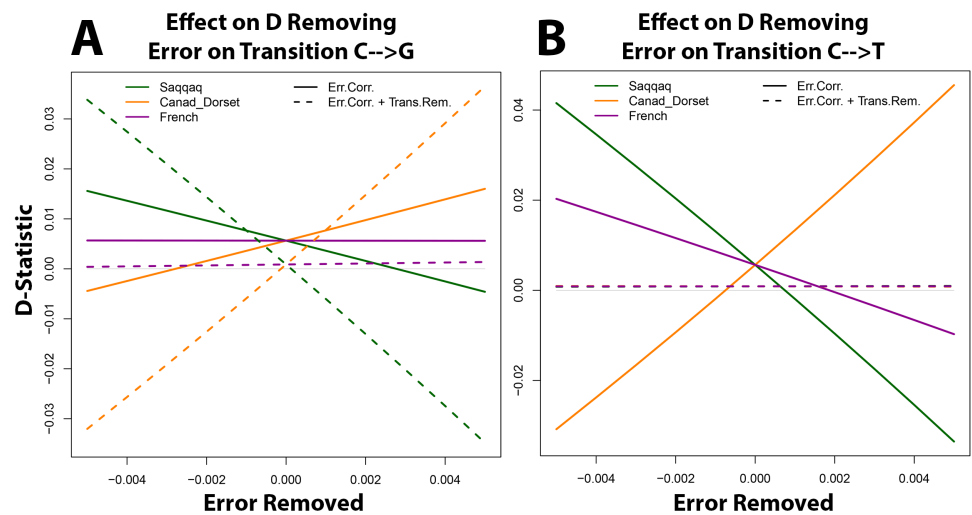 A
Effect on D Removing
Error on Transition C-->G
Saqqaq
Canad_Dorset
French
Err.Corr.
Err.Corr. + Trans.Rem.
D-Statistic
0.03
0.02
0.01
0.00
−0.01
−0.02
−0.03
−0.004
−0.002
0.000
0.002
0.004
Error Removed
B
Effect on D Removing
Error on Transition C-->T
Saqqaq
Canad_Dorset
French
Err.Corr.
Err.Corr. + Trans.Rem.
0.04
0.02
0.00
−0.02
−0.004
−0.002
0.000
0.002
0.004
Error Removed